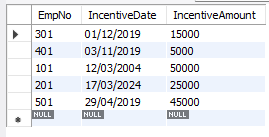 EmpNo IncentiveDate IncentiveAmount
301 01/12/2019 15000
401 03/11/2019 5000
101 12/03/2004 50000
201 17/03/2024 25000
501 29/04/2019 45000
NULL NULL NULL